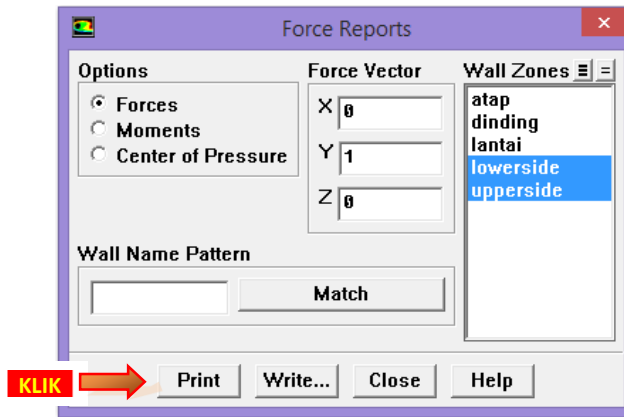 Force Reports
Options
Forces
Moments
Center of Pressure
Force Vector
X 0
Y 1
Z 0
Wall Zones
atap
dinding
lantai
lowerside
upperside
Wall Name Pattern
Match
KLIK
Print Write... Close Help